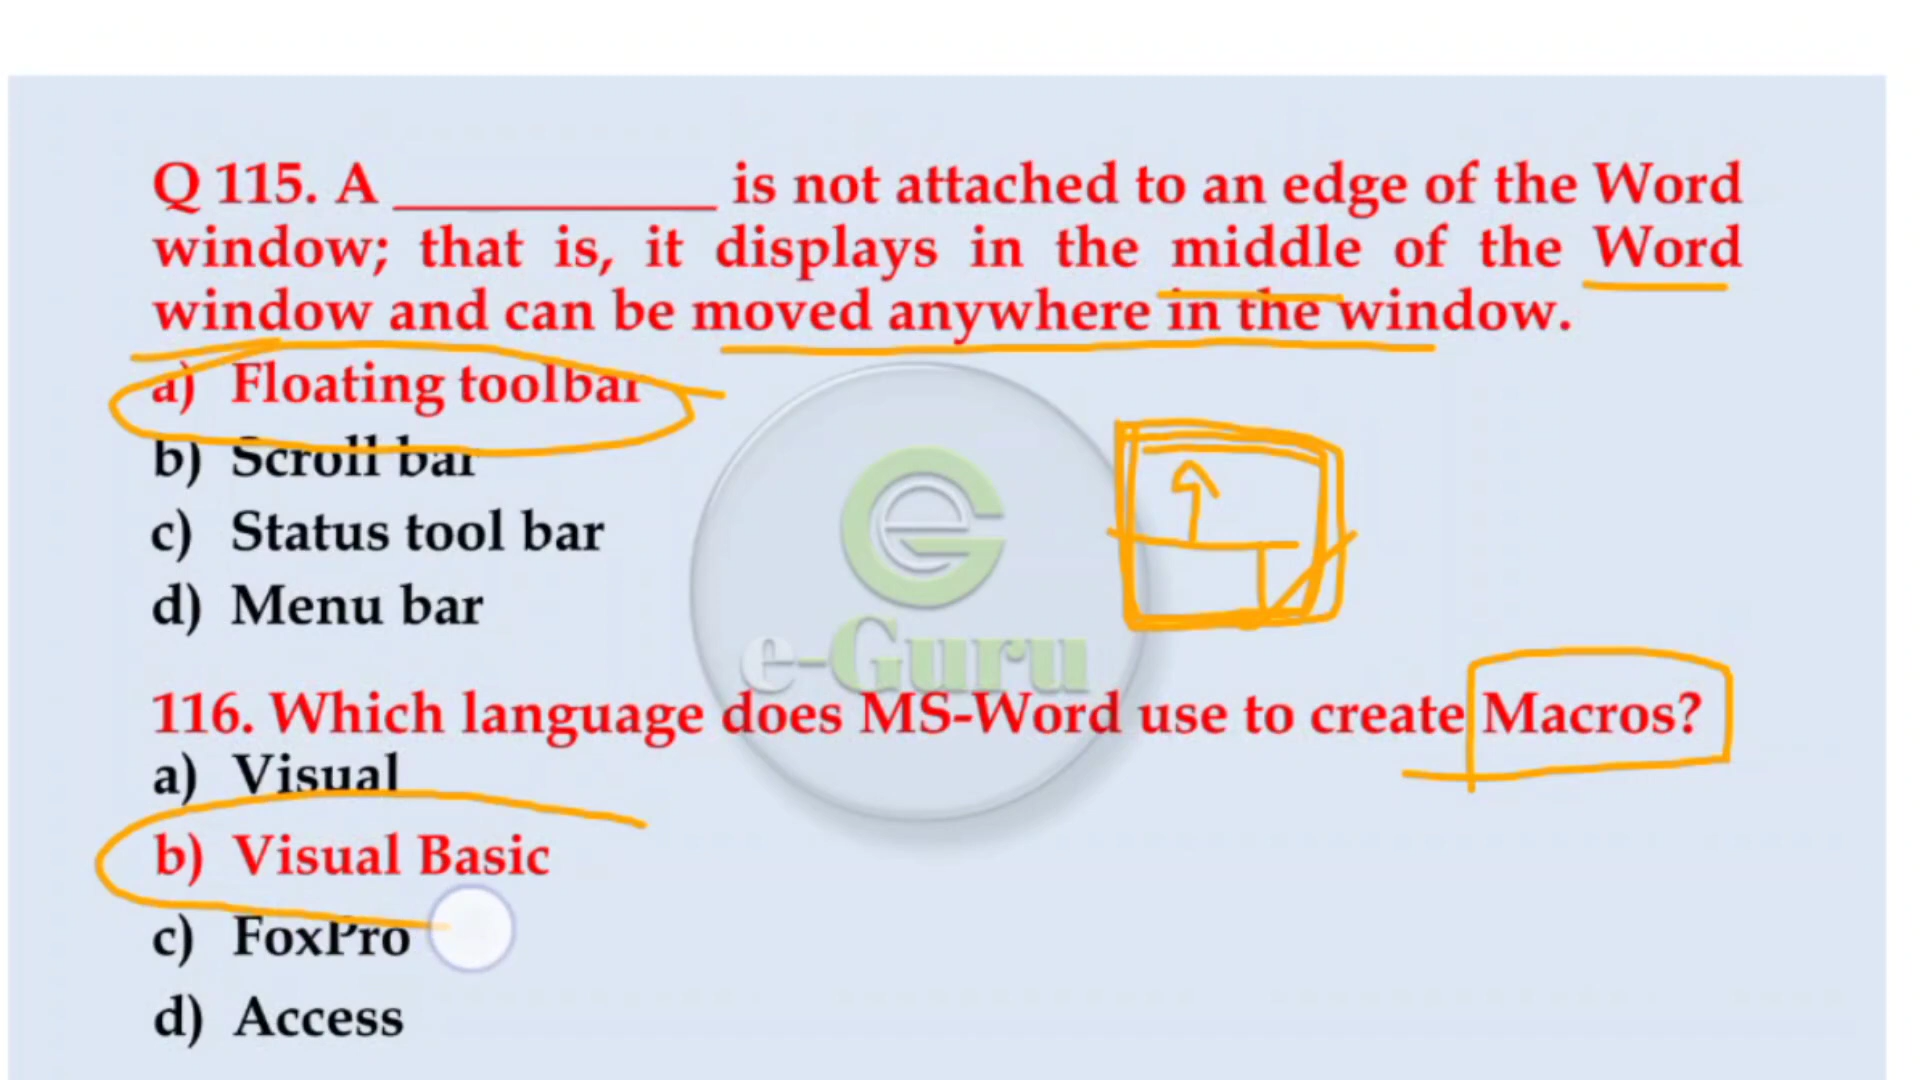 Q 115. A ____________ is not attached to an edge of the Word
window; that is, it displays in the middle of the Word
window and can be moved anywhere in the window.
a) Floating toolbar
b) Scroll bar
c) Status tool bar
d) Menu bar
e-Guru
116. Which language does MS-Word use to create Macros?
a) Visual
b) Visual Basic
c) FoxPro
d) Access